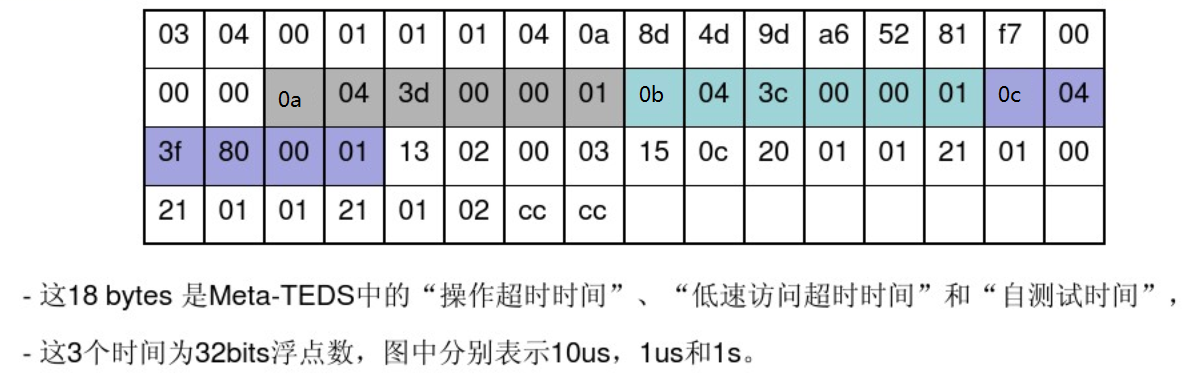 03 04 00 01 01 01 04 0a 8d 4d 9d a6 52 81 f7 00
00 00 0a 04 3d 00 00 01 0b 04 3c 00 00 01 0c 04
3f 80 00 01 13 02 00 03 15 0c 20 01 01 21 01 00
21 01 01 21 01 02 cc cc
- 这18 bytes 是Meta-TEDS中的“操作超时时间”、“低速访问超时时间”和“自测试时间”，
- 这3个时间为32bits浮点数，图中分别表示10us，1us和1s。